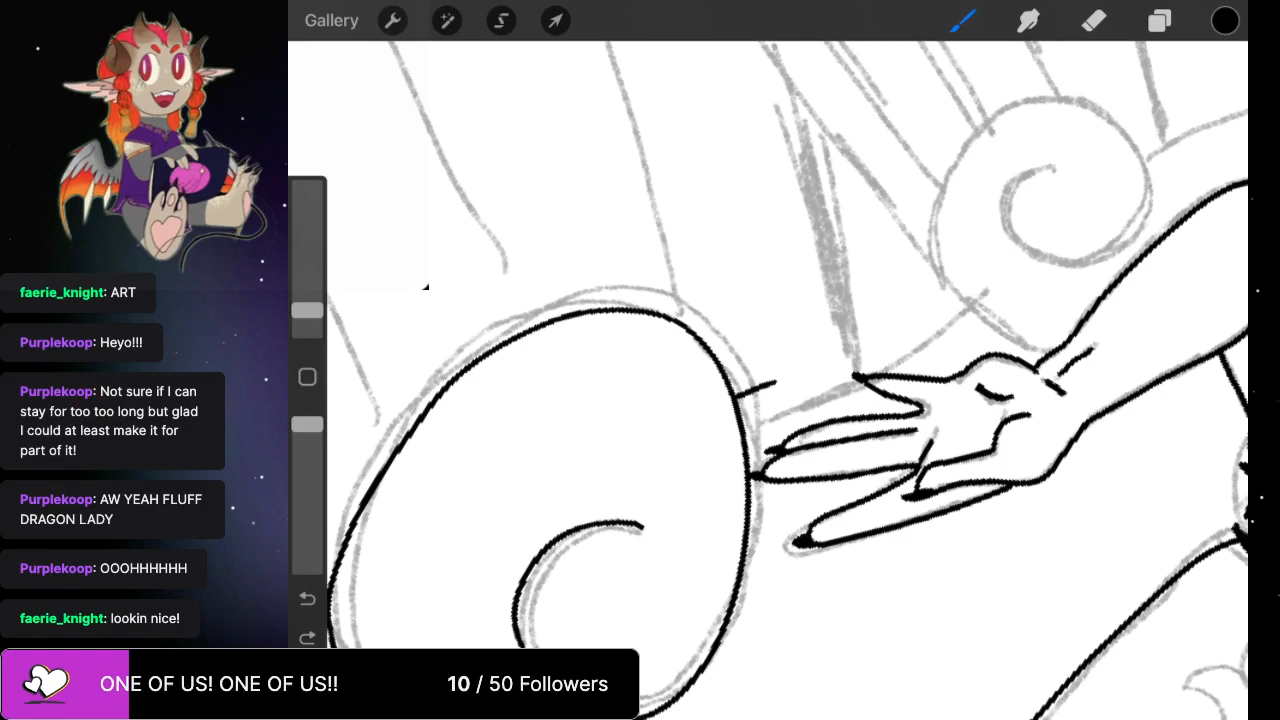 Gallery
faerie_knight: ART
Purplekoop: Heyo!!!
Purplekoop: Not sure if I can
stay for too too long but glad
I could at least make it for
part of it!
Purplekoop: AW YEAH FLUFF
DRAGON LADY
Purplekoop: OOOHHHHHH
faerie_knight: lookin nice!
ONE OF US! ONE OF US!! 10 / 50 Followers